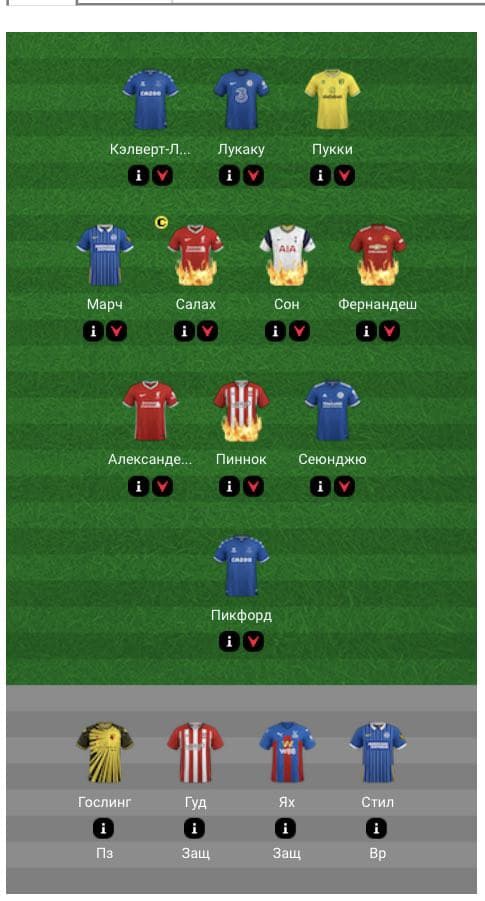 Кэлверт-Л... Лукаку Пукки
C
Марч Салах Сон Фернандеш
Александе... Пиннок Сеюнджю
Пикфорд
Гослинг Гуд Ях Стил
Пз Защ Защ Вр